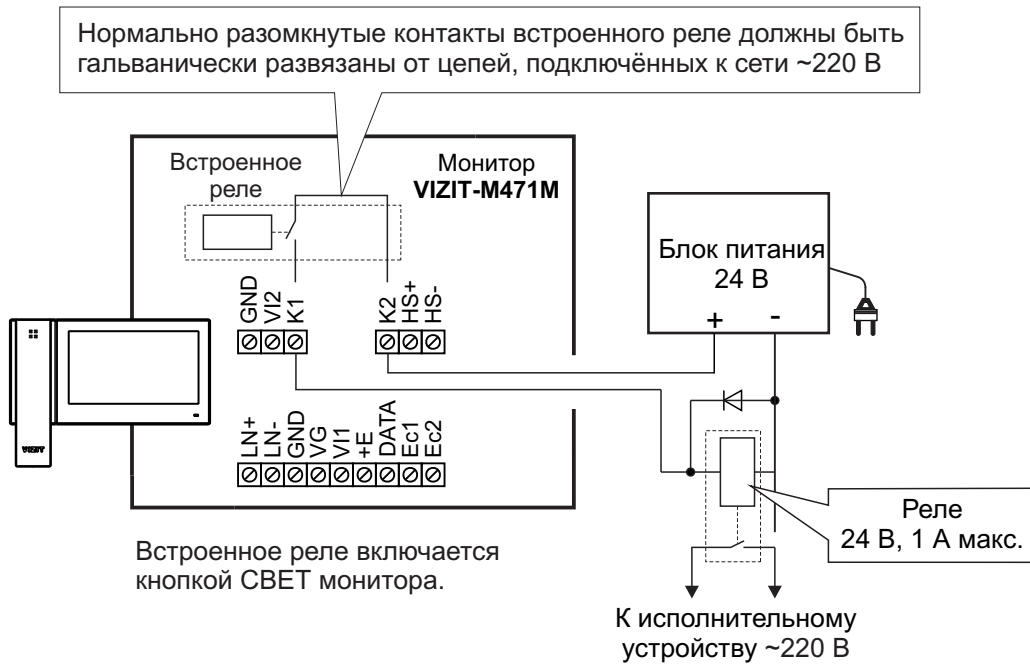 Нормально разомкнутые контакты встроенного реле должны быть
гальванически развязаны от цепей, подключённых к сети ~220 В
Встроенное
реле
Монитор
VIZIT-M471M
Блок питания
24 В
+ -
GND
VI2
K1
K2
HS+
HS-
LN+
LN-
GND
VG
VI1
+E
DATA
Ec1
Ec2
VIZIT
Реле
24 В, 1 А макс.
Встроенное реле включается
кнопкой СВЕТ монитора.
К исполнительному
устройству ~220 В